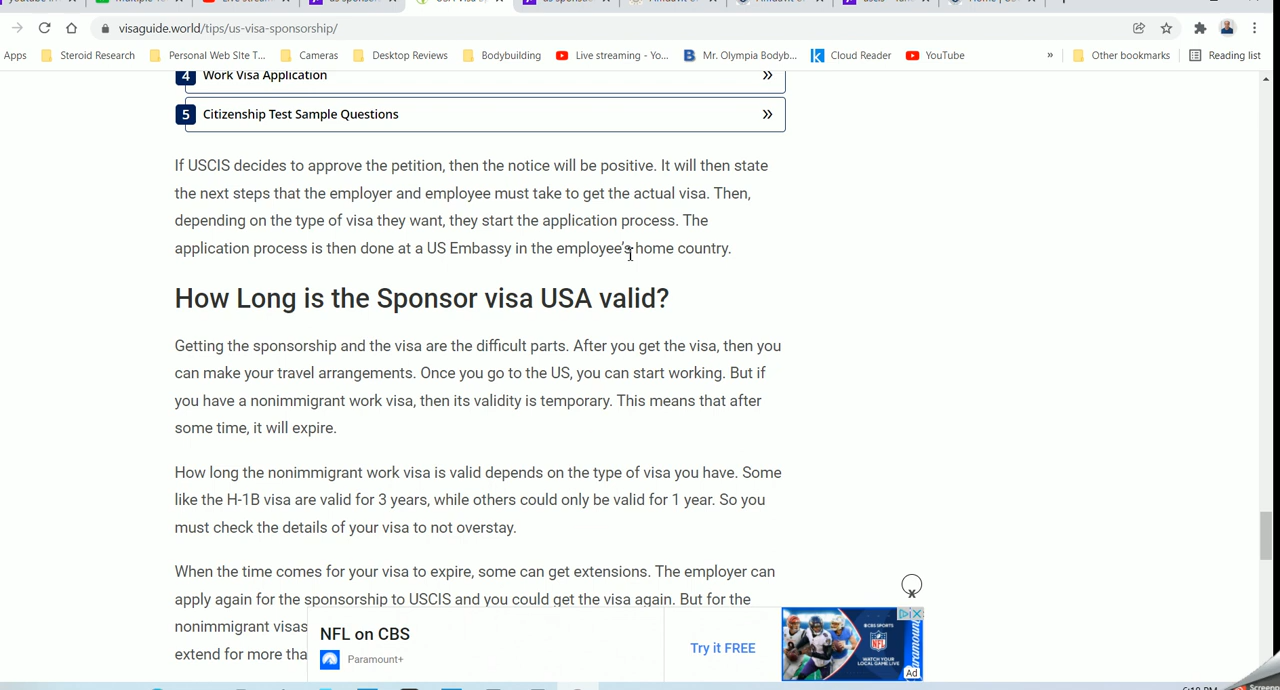 visaguide.world/tips/us-visa-sponsorship/
Apps Steroid Research Personal Web Site T... Cameras Desktop Reviews Bodybuilding Live streaming - Yo... Mr. Olympia Bodyb... Cloud Reader YouTube » Other bookmarks Reading list
4 Work Visa Application »
5 Citizenship Test Sample Questions »
If USCIS decides to approve the petition, then the notice will be positive. It will then state
the next steps that the employer and employee must take to get the actual visa. Then,
depending on the type of visa they want, they start the application process. The
application process is then done at a US Embassy in the employee's home country.
How Long is the Sponsor visa USA valid?
Getting the sponsorship and the visa are the difficult parts. After you get the visa, then you
can make your travel arrangements. Once you go to the US, you can start working. But if
you have a nonimmigrant work visa, then its validity is temporary. This means that after
some time, it will expire.
How long the nonimmigrant work visa is valid depends on the type of visa you have. Some
like the H-1B visa are valid for 3 years, while others could only be valid for 1 year. So you
must check the details of your visa to not overstay.
When the time comes for your visa to expire, some can get extensions. The employer can
apply again for the sponsorship to USCIS and you could get the visa again. But for the
nonimmigrant visas
extend for more tha
x
NFL on CBS
Paramount+
Try it FREE
CBS SPORTS
NFL
WATCH YOUR
LOCAL GAME LIVE
Paramount+
Ad